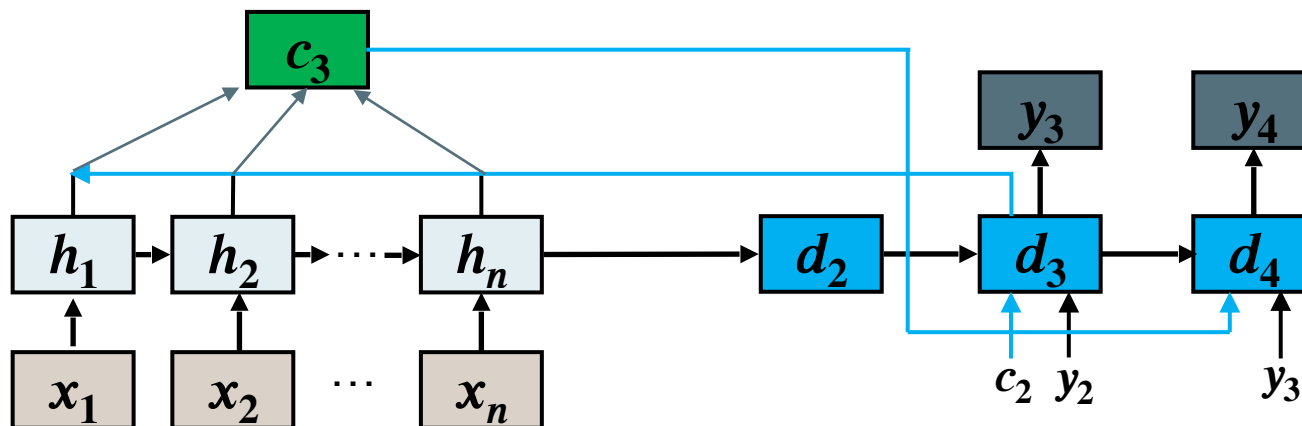 c₃
y₃ y₄
h₁ h₂ ···· hₙ d₂ d₃ d₄
x₁ x₂ ··· xₙ c₂ y₂ y₃